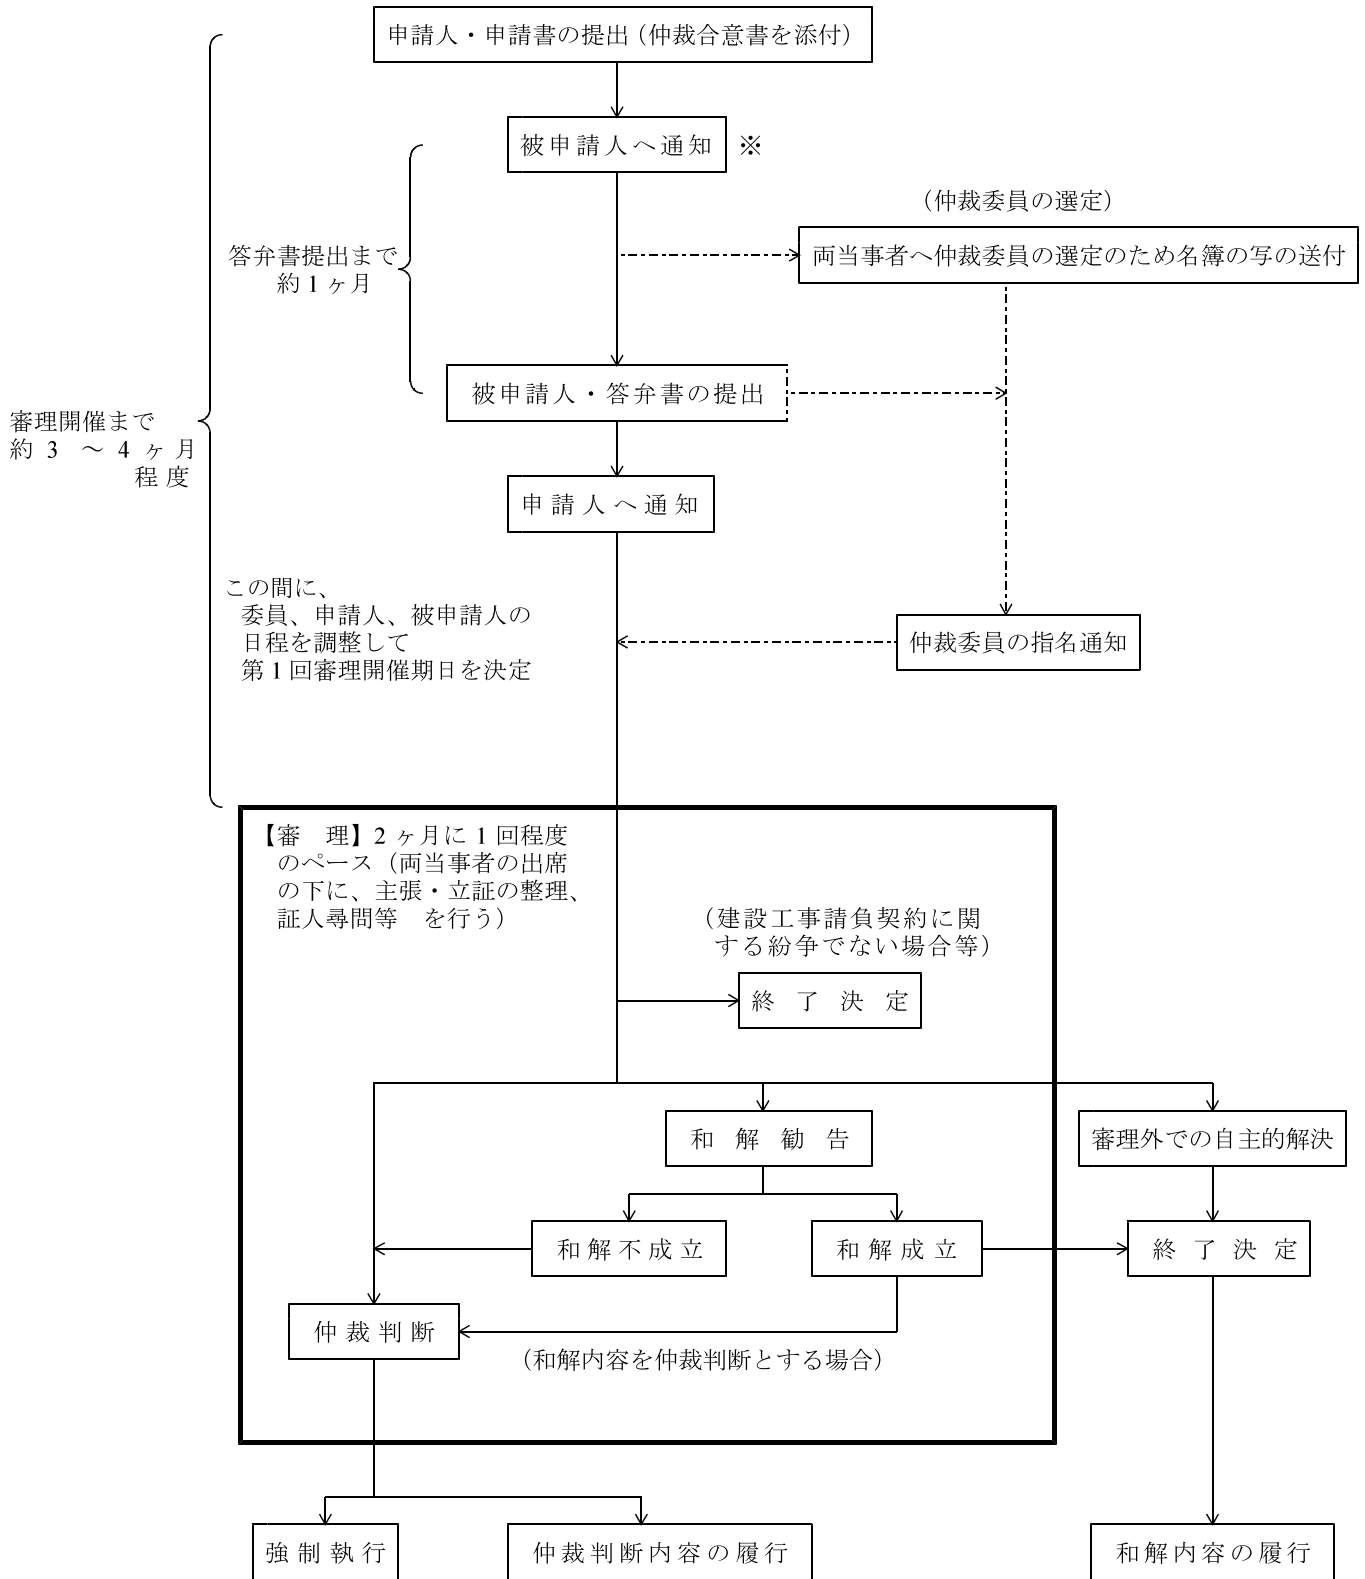 申請人・申請書の提出（仲裁合意書を添付）
被申請人へ通知 ※
（仲裁委員の選定）
両当事者へ仲裁委員の選定のため名簿の写の送付
答弁書提出まで
約1ヶ月
被申請人・答弁書の提出
審理開催まで
約3～4ヶ月
程度
申請人へ通知
この間に、
委員、申請人、被申請人の
日程を調整して
第1回審理開催期日を決定
仲裁委員の指名通知
【審　理】2ヶ月に1回程度
のペース（両当事者の出席
の下に、主張・立証の整理、
証人尋問等　を行う）
（建設工事請負契約に関
する紛争でない場合等）
終了決定
和解勧告
審理外での自主的解決
和解不成立
和解成立
終了決定
仲裁判断
（和解内容を仲裁判断とする場合）
強制執行
仲裁判断内容の履行
和解内容の履行